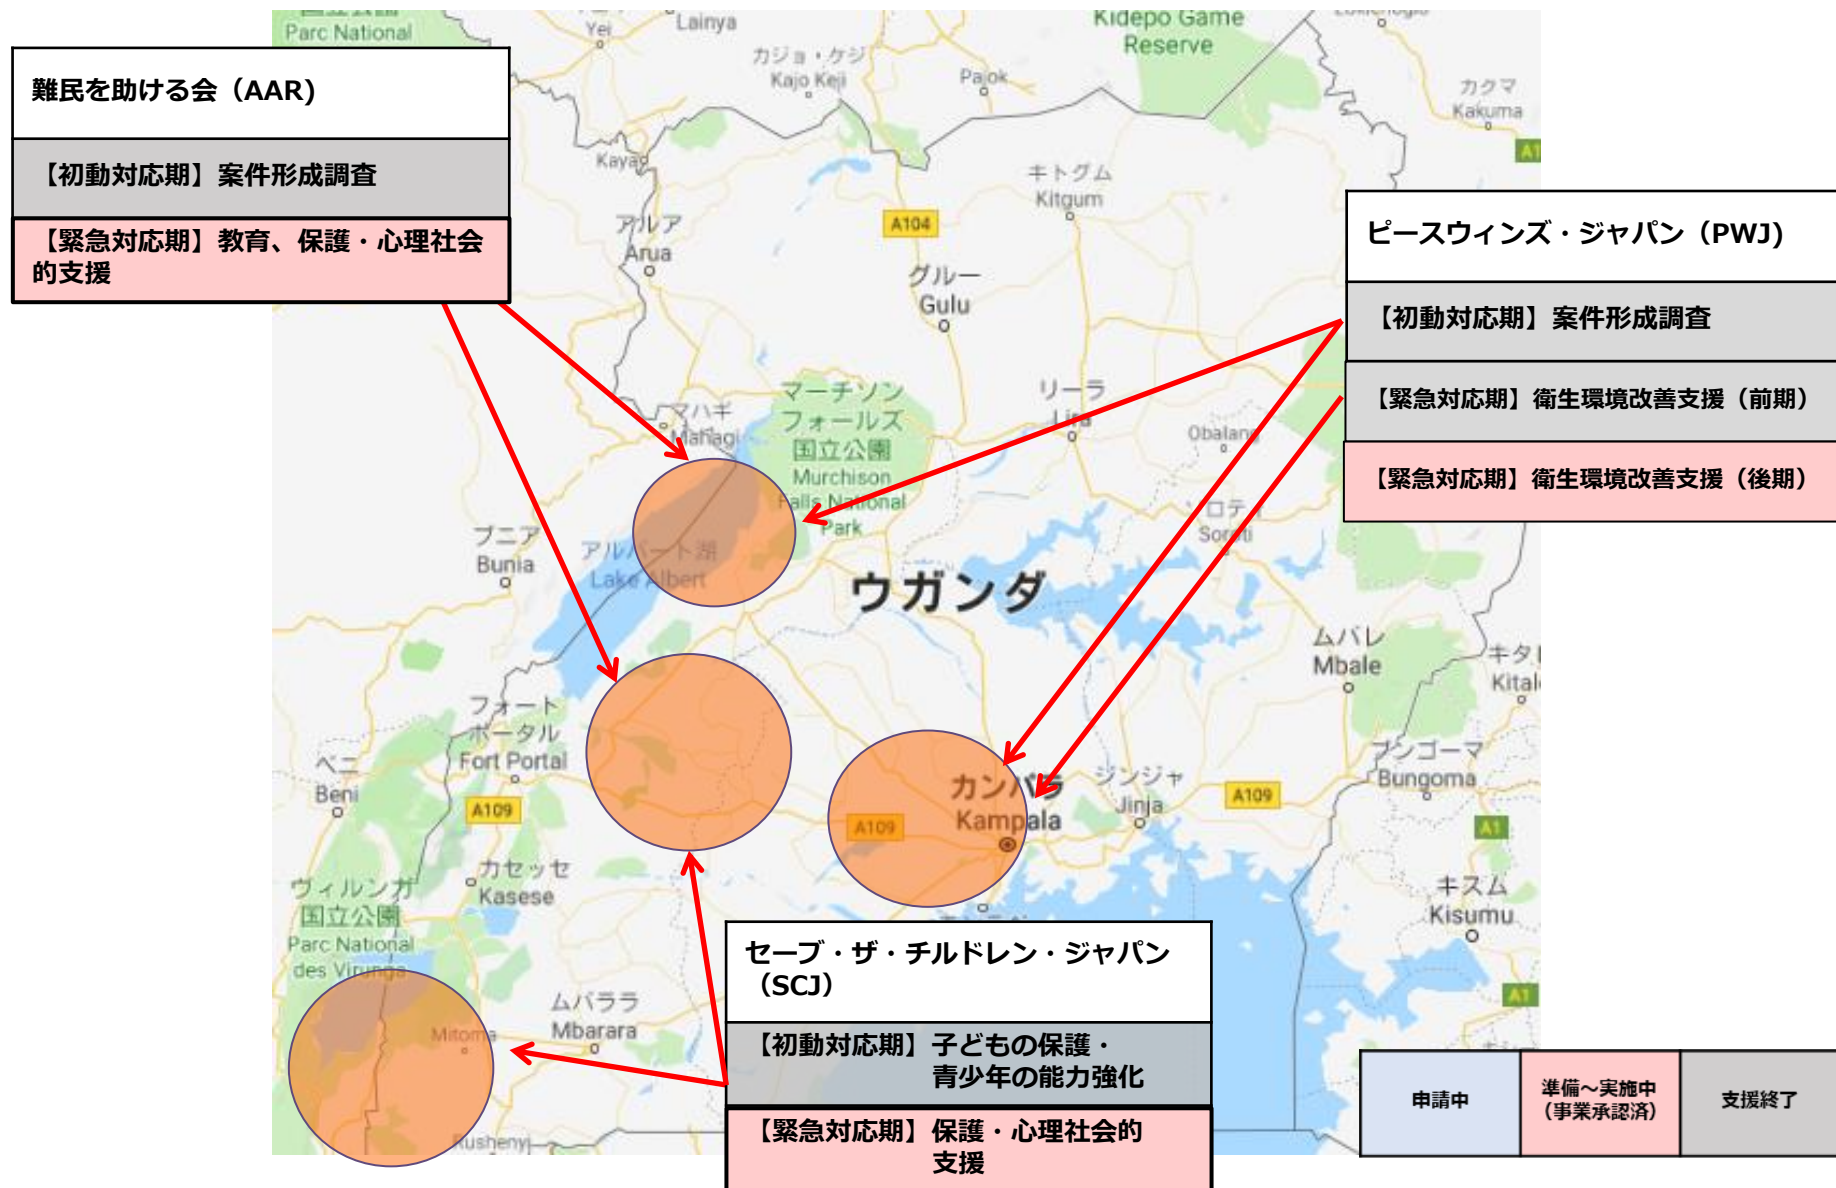 難民を助ける会（AAR)
【初動対応期】案件形成調査
【緊急対応期】教育、保護・心理社会
的支援
ピースウィンズ・ジャパン（PWJ)
【初動対応期】案件形成調査
【緊急対応期】衛生環境改善支援（前期）
【緊急対応期】衛生環境改善支援（後期）
セーブ・ザ・チルドレン・ジャパン
（SCJ）
【初動対応期】子どもの保護・
青少年の能力強化
【緊急対応期】保護・心理社会的
支援
申請中
準備～実施中
（事業承認済）
支援終了
Parc National
Yei
Lainya
カジョ・ケジ
Kajo Keji
Pajok
Kidepo Game
Reserve
カクマ
Kakuma
A1
Kaya
キトグム
Kitgum
アルア
Arua
A104
グルー
Gulu
マーチソン
フォールズ
国立公園
Murchison
Falls National
Park
マハギ
Mahagi
リーラ
Lira
Obalang
ソロティ
Soroti
ブニア
Bunia
アルバート湖
Lake Albert
ウガンダ
ムバレ
Mbale
フォート
ポータル
Fort Portal
ベニ
Beni
A109
カンパラ
Kampala
A109
ジンジャ
Jinja
A109
ブンゴーマ
Bungoma
A1
カセッセ
Kasese
ヴィルンガ
国立公園
Parc National
des Virunga
キスム
Kisumu
A1
Mitoma
ムバララ
Mbarara